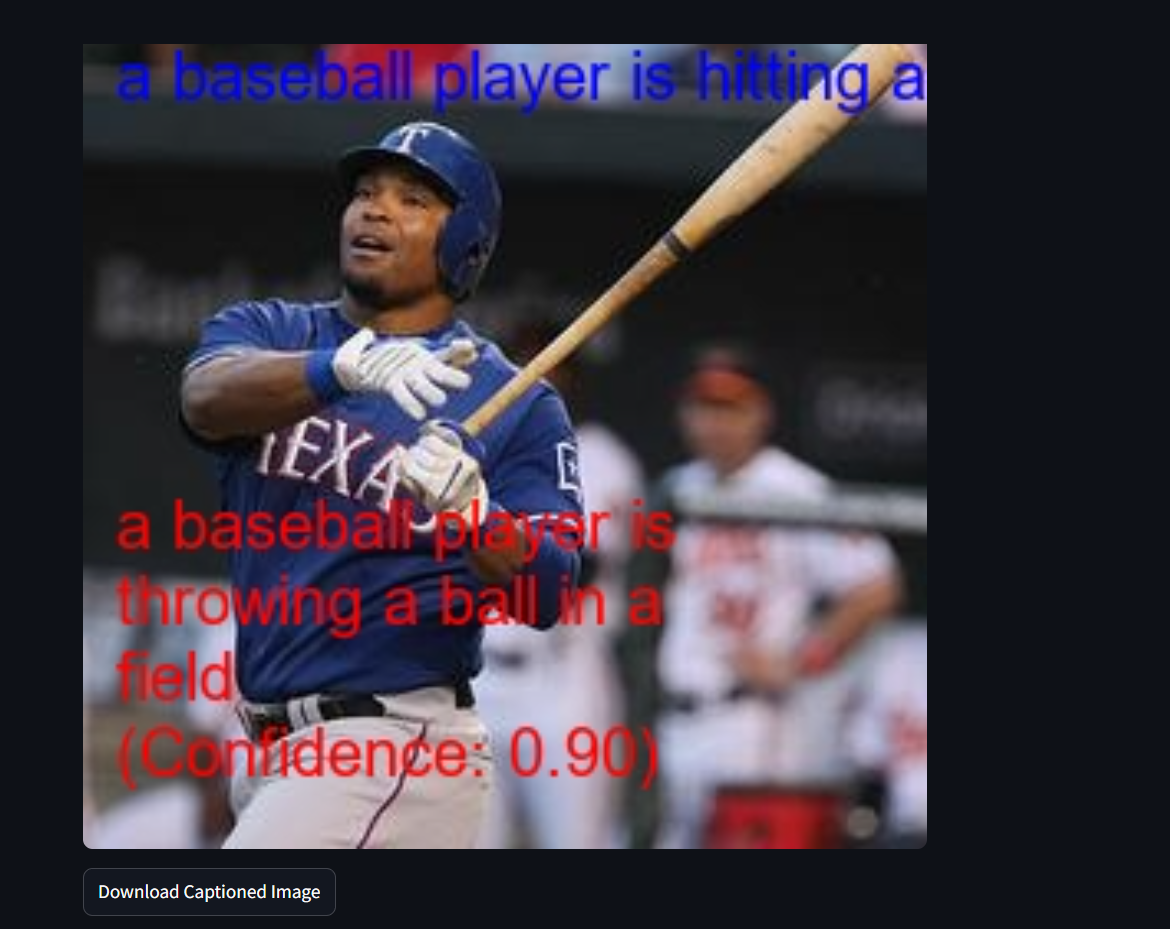 a baseball player is hitting a
T
TEXAS
a baseball player is
throwing a ball in a
field
(Confidence: 0.90)
Download Captioned Image